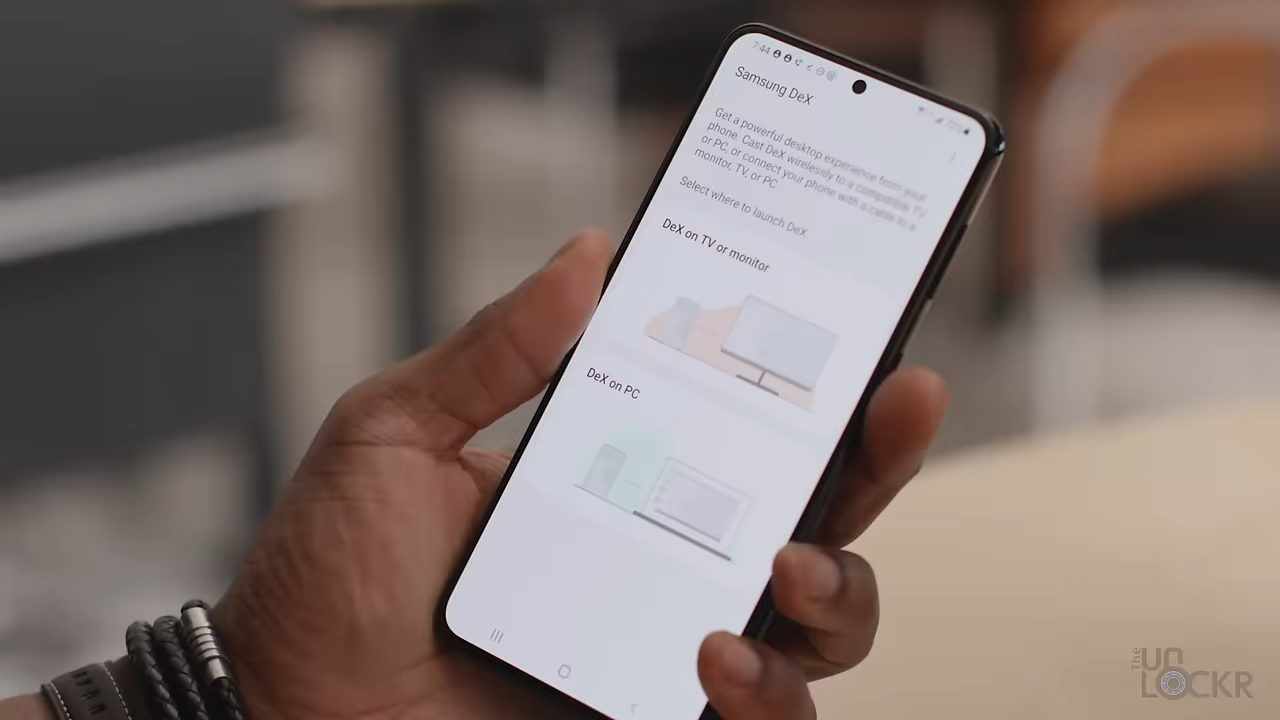 7:44
Samsung DeX
Get a powerful desktop experience from your
phone. Cast DeX wirelessly to a compatible TV
or PC, or connect your phone with a cable to a
monitor, TV, or PC
Select where to launch DeX
DeX on TV or monitor
DeX on PC
The
UN
LOCKR